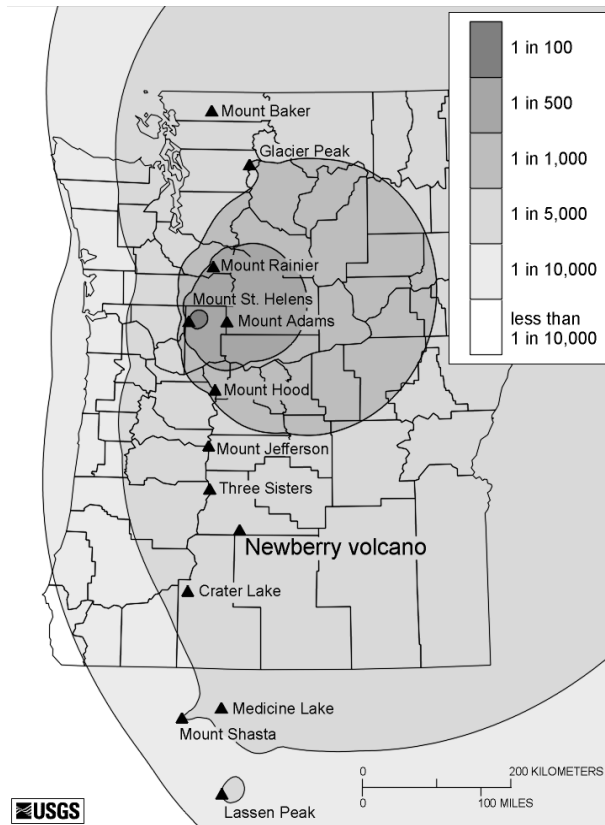 1 in 100
1 in 500
1 in 1,000
1 in 5,000
1 in 10,000
less than
1 in 10,000
Mount Baker
Glacier Peak
Mount Rainier
Mount St. Helens
Mount Adams
Mount Hood
Mount Jefferson
Three Sisters
Newberry volcano
Crater Lake
Medicine Lake
Mount Shasta
Lassen Peak
0 200 KILOMETERS
0 100 MILES
USGS